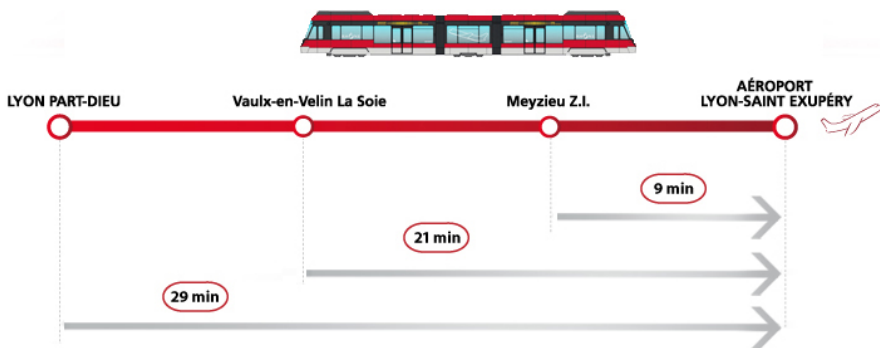 LYON PART-DIEU
Vaulx-en-Velin La Soie
Meyzieu Z.I.
AÉROPORT
LYON-SAINT EXUPÉRY
9 min
21 min
29 min